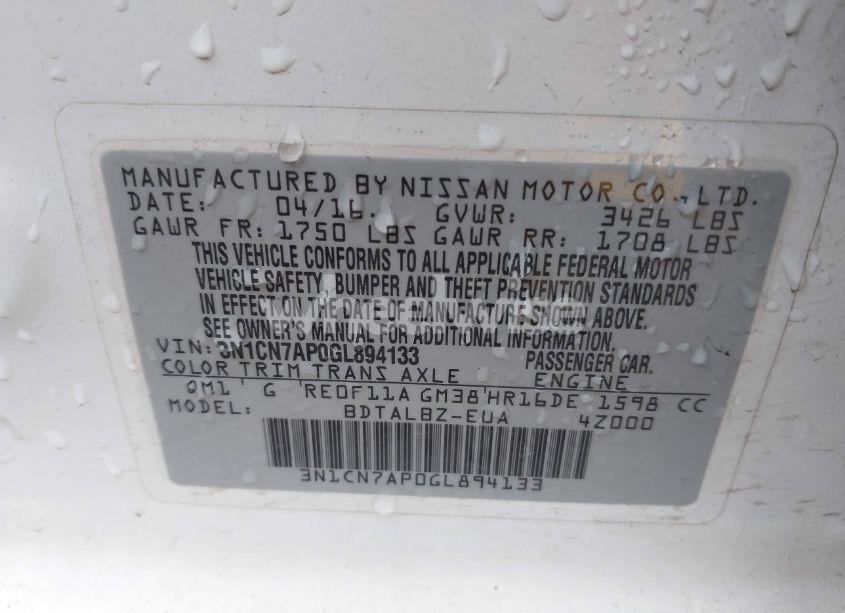 MANUFACTURED BY NISSAN MOTOR CO., LTD.
DATE: 04/16. GVWR: 3426 LBS
GAWR FR: 1750 LBS GAWR RR: 1708 LBS
THIS VEHICLE CONFORMS TO ALL APPLICABLE FEDERAL MOTOR
VEHICLE SAFETY, BUMPER AND THEFT PREVENTION STANDARDS
IN EFFECT ON THE DATE OF MANUFACTURE SHOWN ABOVE.
SEE OWNER'S MANUAL FOR ADDITIONAL INFORMATION.
VIN: 3N1CN7AP0GL894133 PASSENGER CAR.
COLOR TRIM TRANS AXLE ENGINE
QM1 G RE0F11A GM38 HR16DE 1598 CC
MODEL: BDTALBZ-EUA 4Z000
3N1CN7AP0GL894133